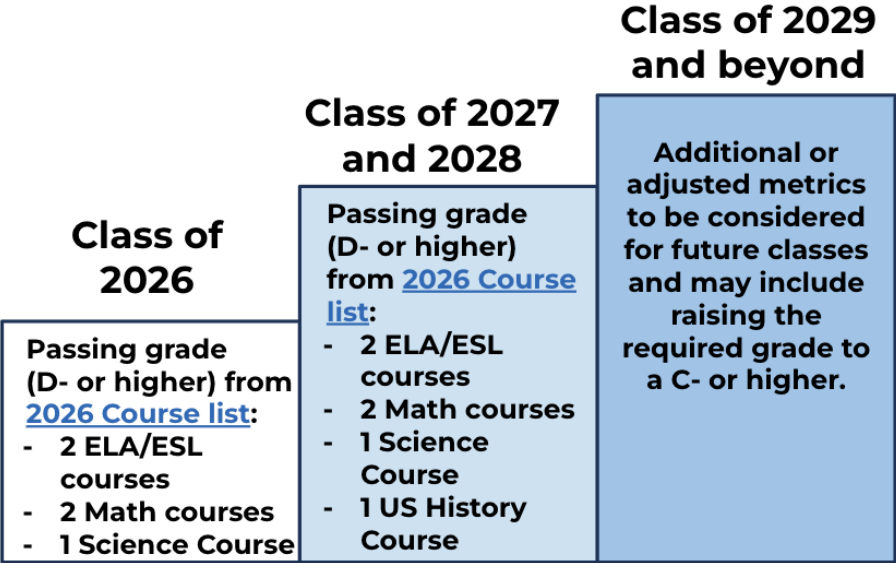 Class of
2026
Passing grade
(D- or higher) from
2026 Course list:
- 2 ELA/ESL
courses
- 2 Math courses
- 1 Science Course
Class of 2027
and 2028
Passing grade
(D- or higher)
from 2026 Course
list:
- 2 ELA/ESL
courses
- 2 Math courses
- 1 Science
Course
- 1 US History
Course
Class of 2029
and beyond
Additional or
adjusted metrics
to be considered
for future classes
and may include
raising the
required grade to
a C- or higher.